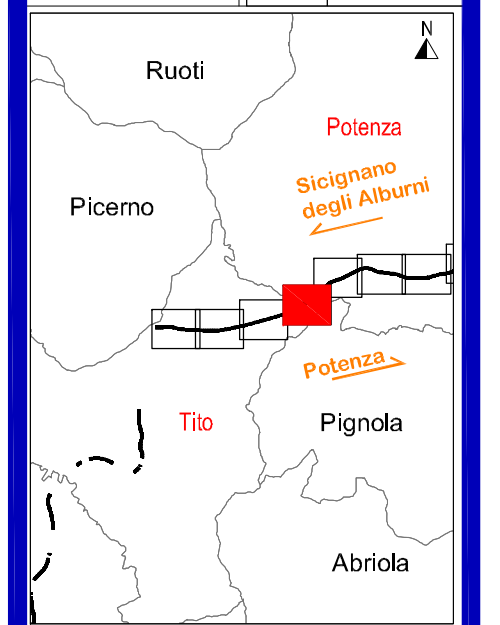 N
Ruoti
Potenza
Sicignano
degli Alburni
Picerno
Potenza
Tito
Pignola
Abriola